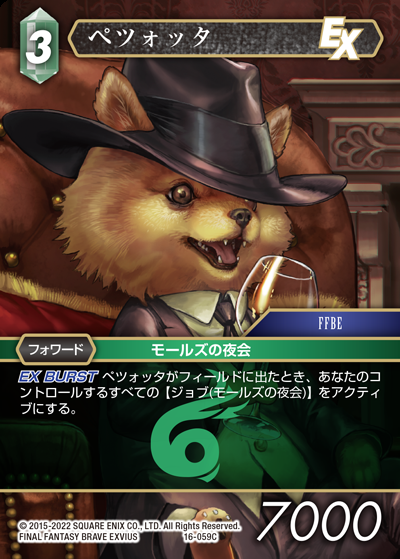 3
ペツォッタ
EX
FFBE
フォワード
モールズの夜会
EX BURST ペツォッタがフィールドに出たとき、あなたのコ
ントロールするすべての【ジョブ(モールズの夜会)】をアクティ
ブにする。
© 2015-2022 SQUARE ENIX CO., LTD. All Rights Reserved.
FINAL FANTASY BRAVE EXVIUS
16-059C
7000